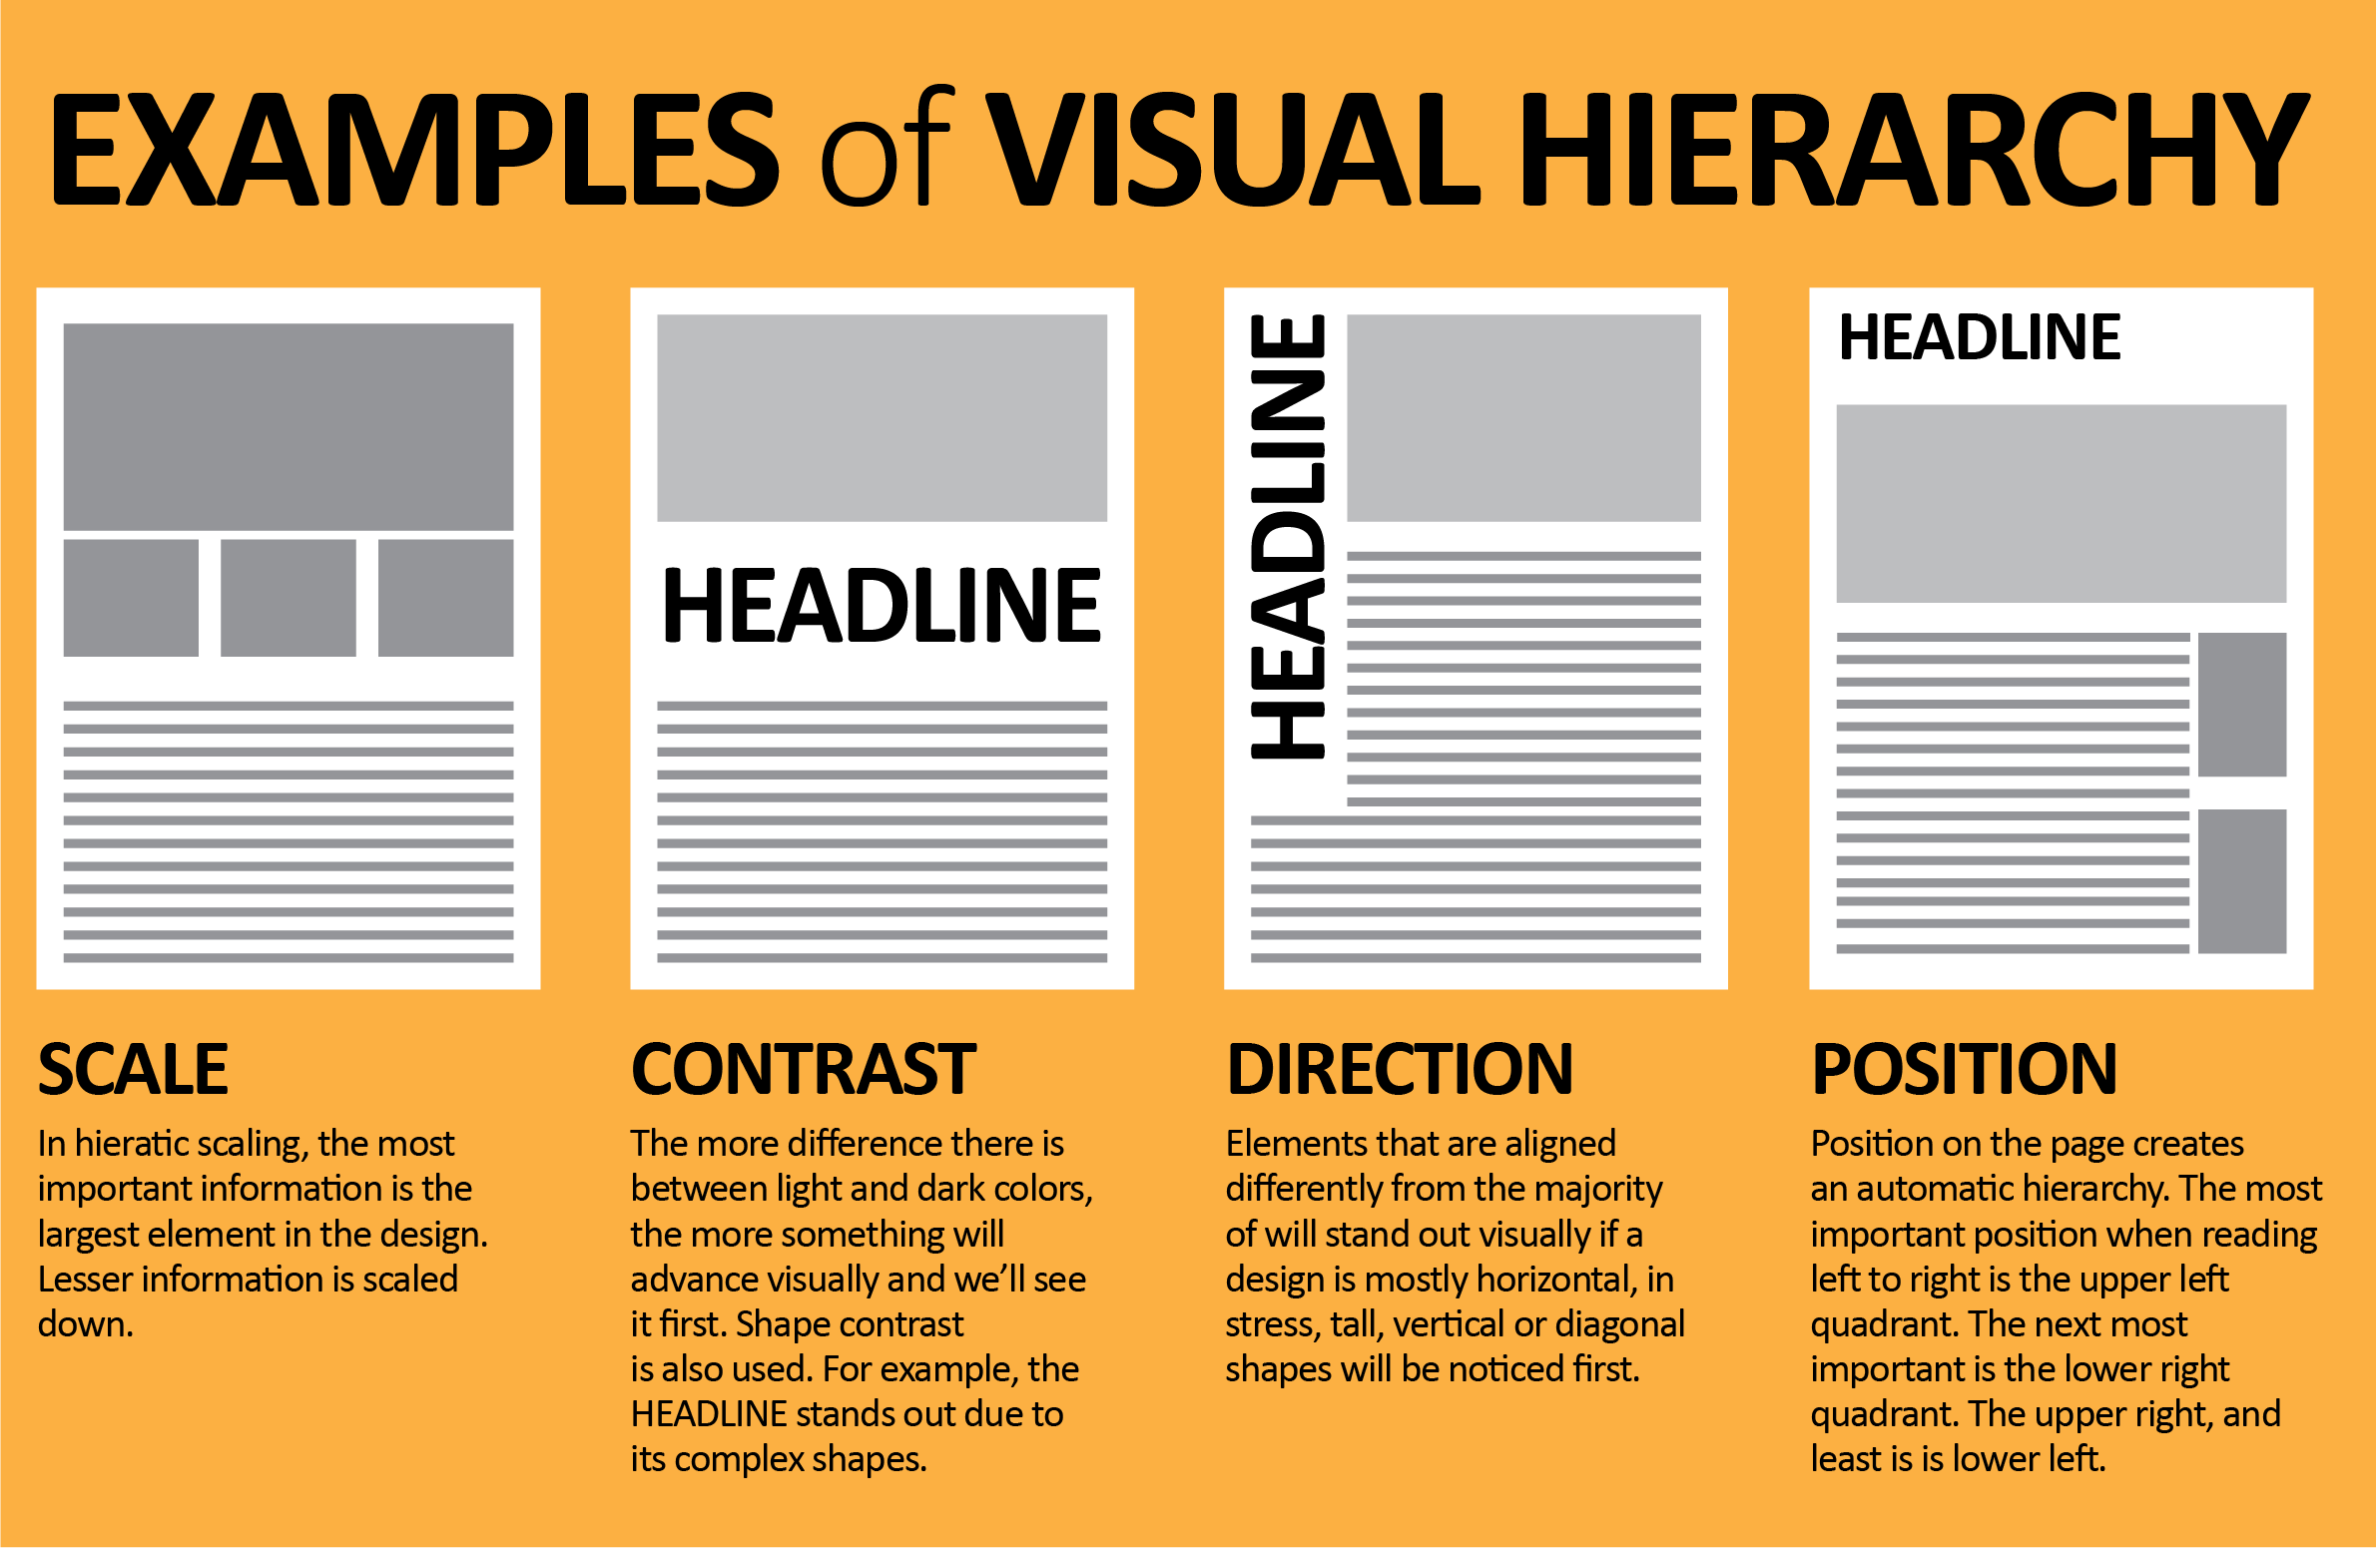 EXAMPLES of VISUAL HIERARCHY
HEADLINE
HEADLINE
HEADLINE
SCALE
In hieratic scaling, the most
important information is the
largest element in the design.
Lesser information is scaled
down.
CONTRAST
The more difference there is
between light and dark colors,
the more something will
advance visually and we’ll see
it first. Shape contrast
is also used. For example, the
HEADLINE stands out due to
its complex shapes.
DIRECTION
Elements that are aligned
differently from the majority
of will stand out visually if a
design is mostly horizontal, in
stress, tall, vertical or diagonal
shapes will be noticed first.
POSITION
Position on the page creates
an automatic hierarchy. The most
important position when reading
left to right is the upper left
quadrant. The next most
important is the lower right
quadrant. The upper right, and
least is is lower left.